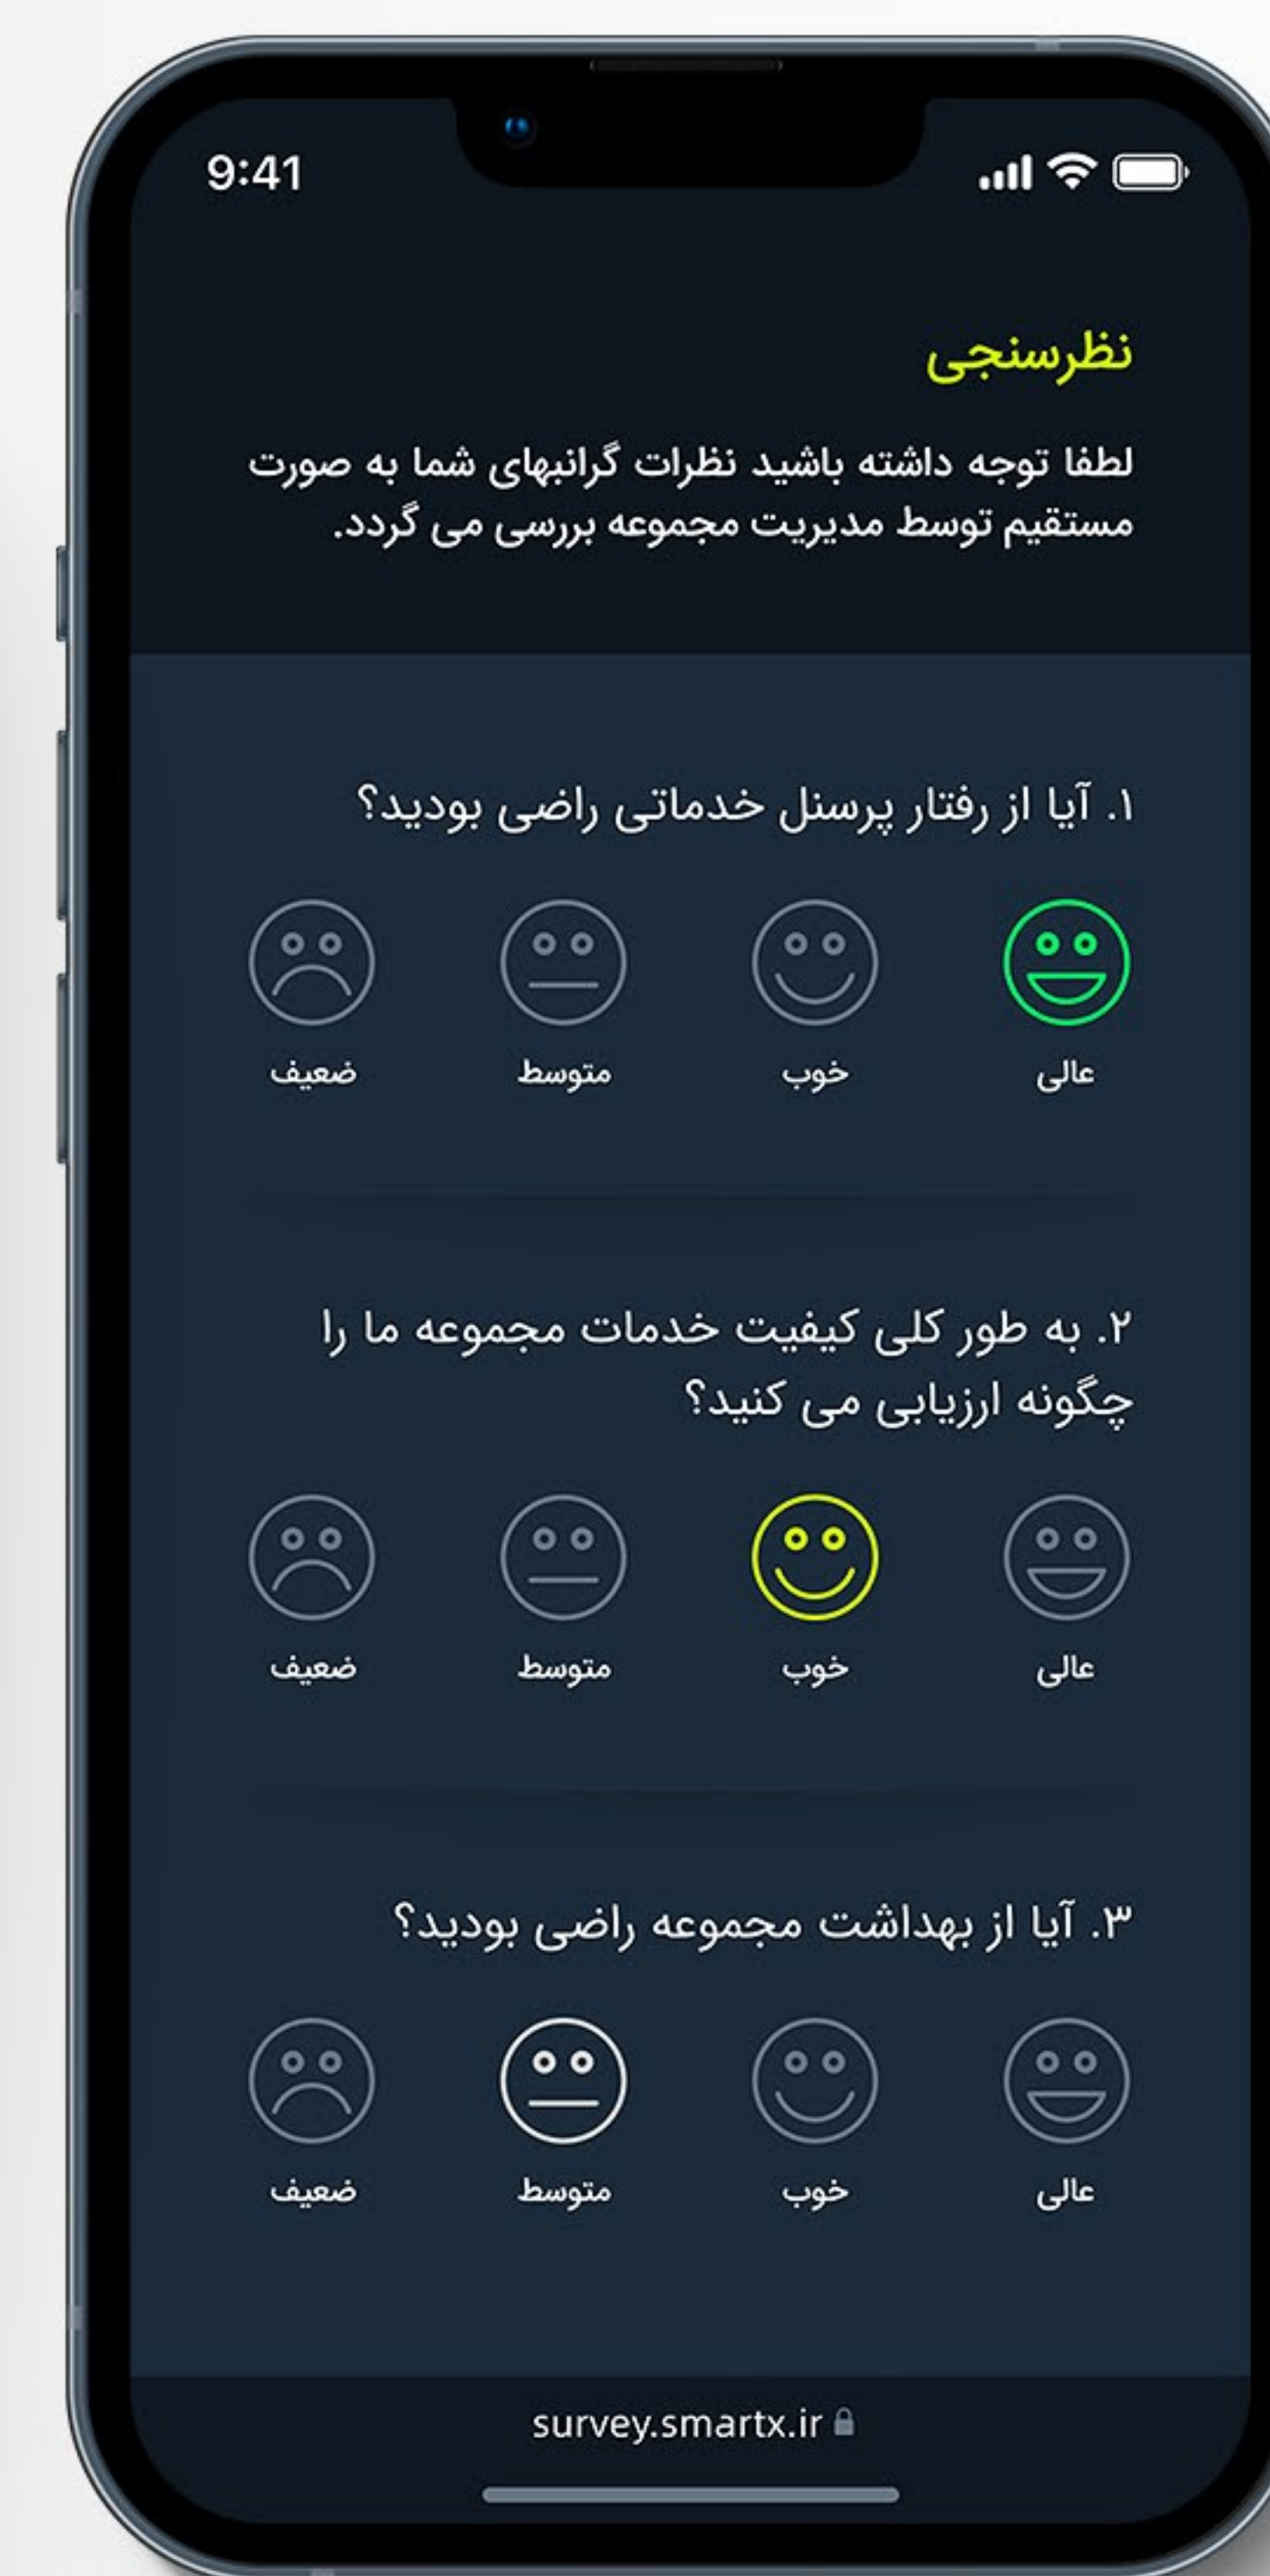 9:41
نظرسنجی
لطفا توجه داشته باشید نظرات گرانبهای شما به صورت
مستقیم توسط مدیریت مجموعه بررسی می گردد.
۱. آیا از رفتار پرسنل خدماتی راضی بودید؟
عالی خوب متوسط ضعیف
۲. به طور کلی کیفیت خدمات مجموعه ما را
چگونه ارزیابی می کنید؟
عالی خوب متوسط ضعیف
۳. آیا از بهداشت مجموعه راضی بودید؟
عالی خوب متوسط ضعیف
survey.smartx.ir